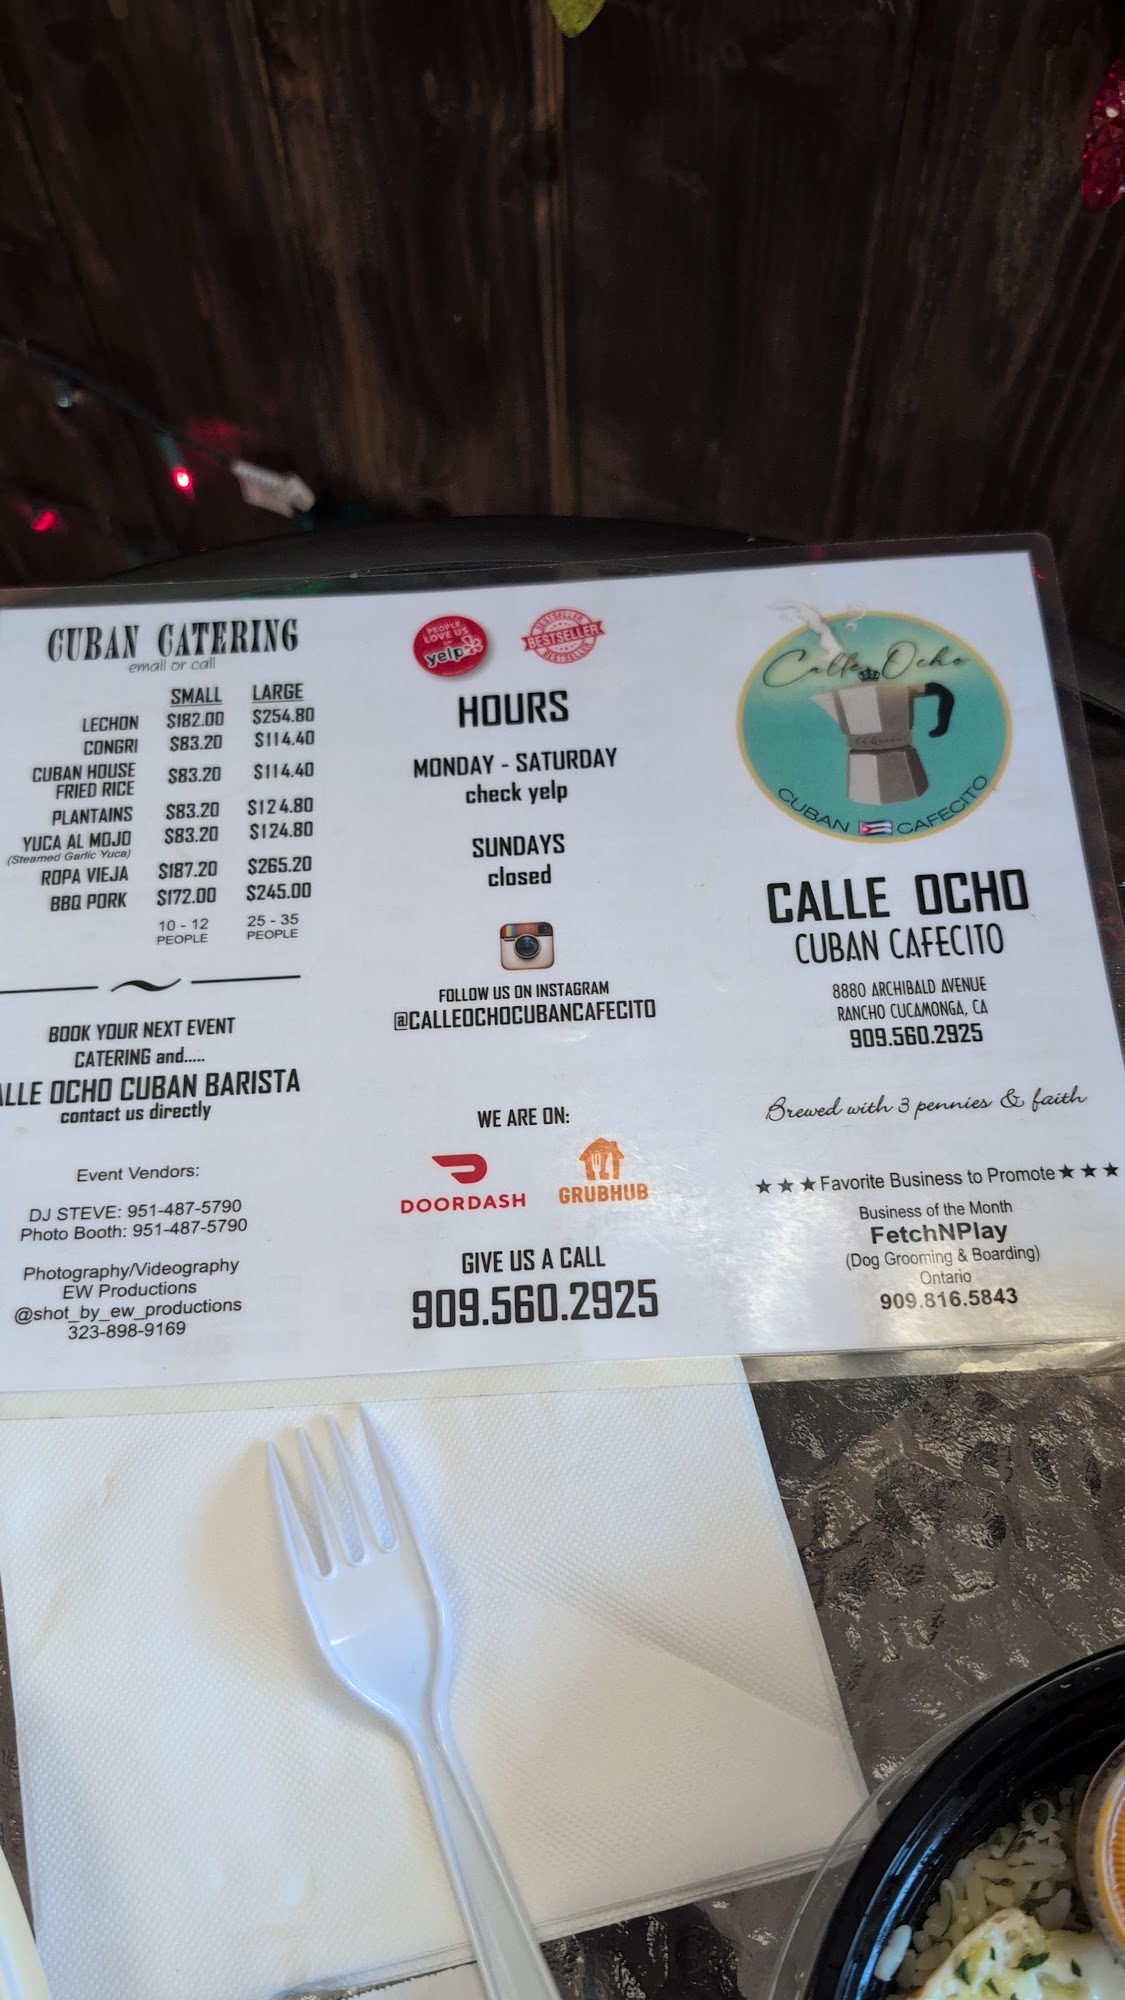 CUBAN CATERING
email or call
SMALL LARGE
LECHON $182.00 $254.80
CONGRI $83.20 $114.40
CUBAN HOUSE
FRIED RICE $83.20 $114.40
PLANTAINS $83.20 $124.80
YUCA AL MOJO $83.20 $124.80
(Steamed Garlic Yuca)
ROPA VIEJA $187.20 $265.20
BBQ PORK $172.00 $245.00
10 - 12 25 - 35
PEOPLE PEOPLE
BOOK YOUR NEXT EVENT
CATERING and.....
ALLE OCHO CUBAN BARISTA
contact us directly
Event Vendors:
DJ STEVE: 951-487-5790
Photo Booth: 951-487-5790
Photography/Videography
EW Productions
@shot_by_ew_productions
323-898-9169
PEOPLE
LOVE US
yelp
BESTSELLER
BESTSELLER
BESTSELLER
HOURS
MONDAY - SATURDAY
check yelp
SUNDAYS
closed
FOLLOW US ON INSTAGRAM
@CALLEOCHOCUBANCAFECITO
WE ARE ON:
DOORDASH
GRUBHUB
GIVE US A CALL
909.560.2925
Calle Ocho
CUBAN CAFECITO
CALLE OCHO
CUBAN CAFECITO
8880 ARCHIBALD AVENUE
RANCHO CUCAMONGA, CA
909.560.2925
Brewed with 3 pennies & faith
★★★Favorite Business to Promote★★★
Business of the Month
FetchNPlay
(Dog Grooming & Boarding)
Ontario
909.816.5843